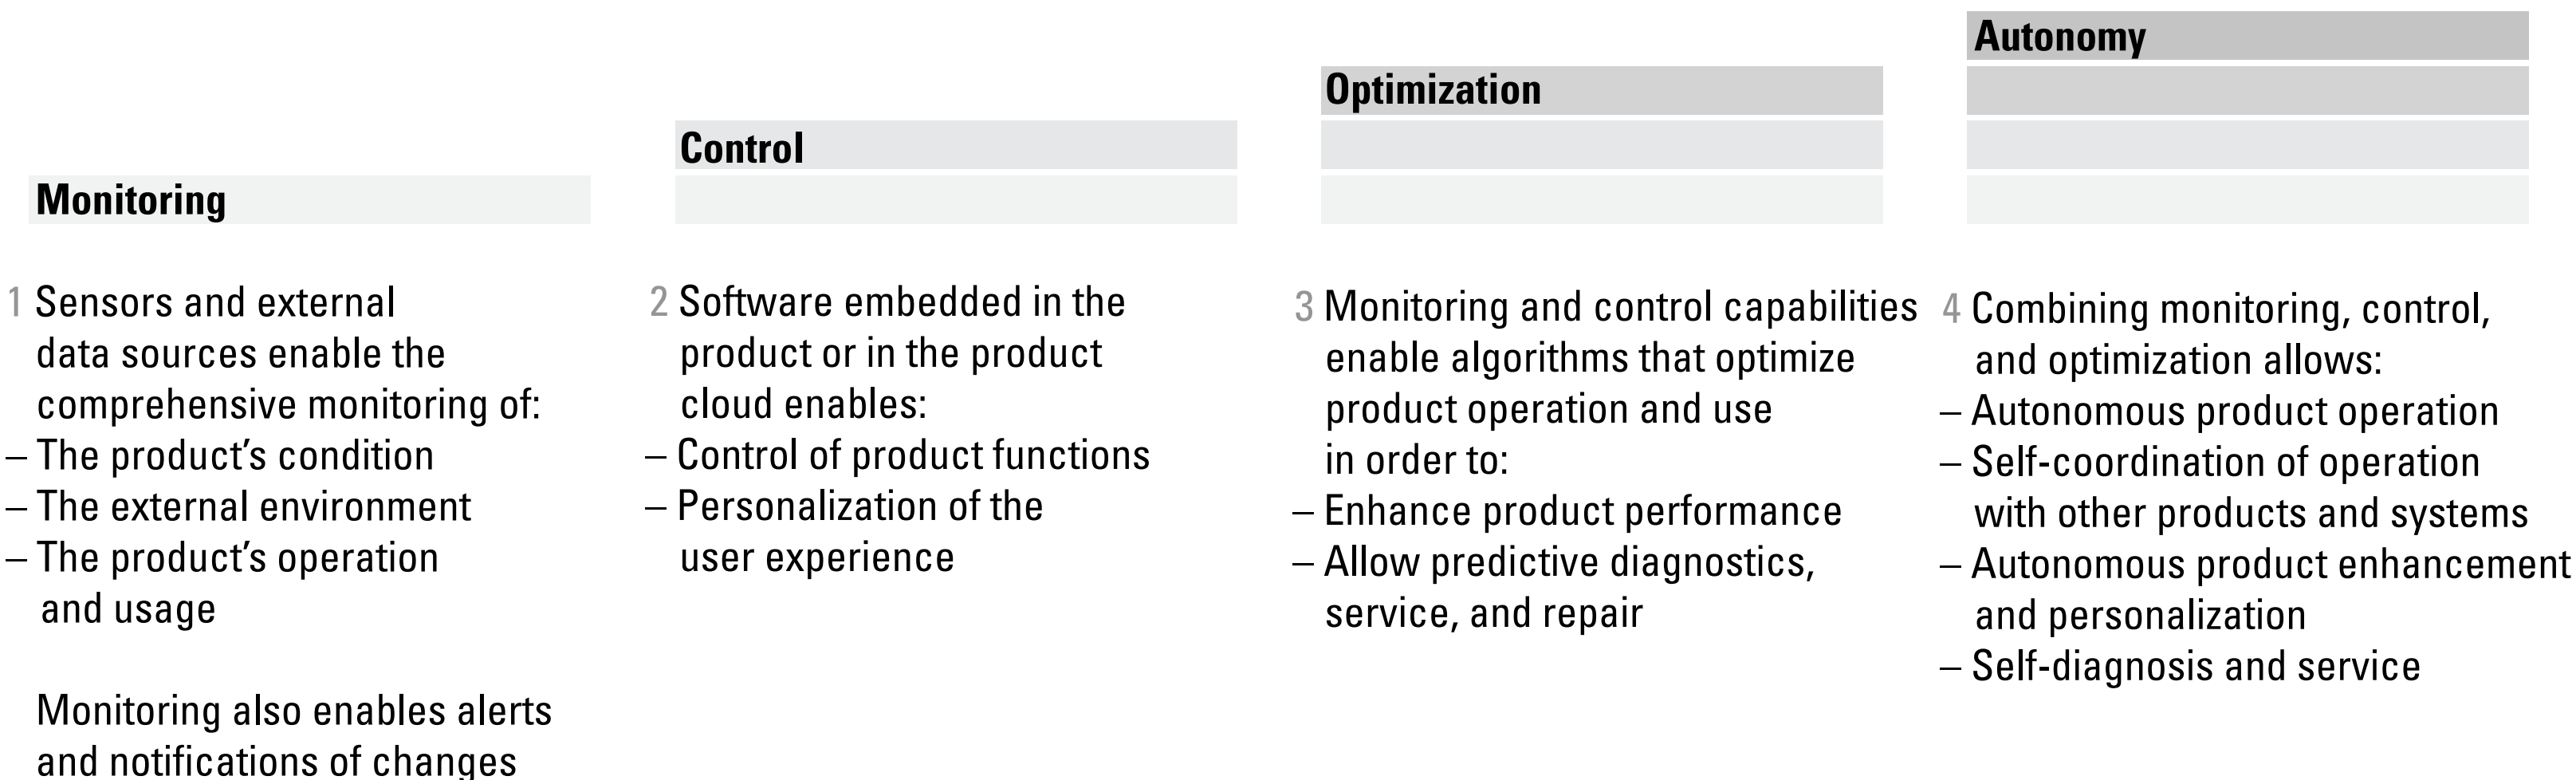 Monitoring
1 Sensors and external
data sources enable the
comprehensive monitoring of:
– The product’s condition
– The external environment
– The product’s operation
and usage
Monitoring also enables alerts
and notifications of changes
Control
2 Software embedded in the
product or in the product
cloud enables:
– Control of product functions
– Personalization of the
user experience
Optimization
3 Monitoring and control capabilities
enable algorithms that optimize
product operation and use
in order to:
– Enhance product performance
– Allow predictive diagnostics,
service, and repair
Autonomy
4 Combining monitoring, control,
and optimization allows:
– Autonomous product operation
– Self-coordination of operation
with other products and systems
– Autonomous product enhancement
and personalization
– Self-diagnosis and service